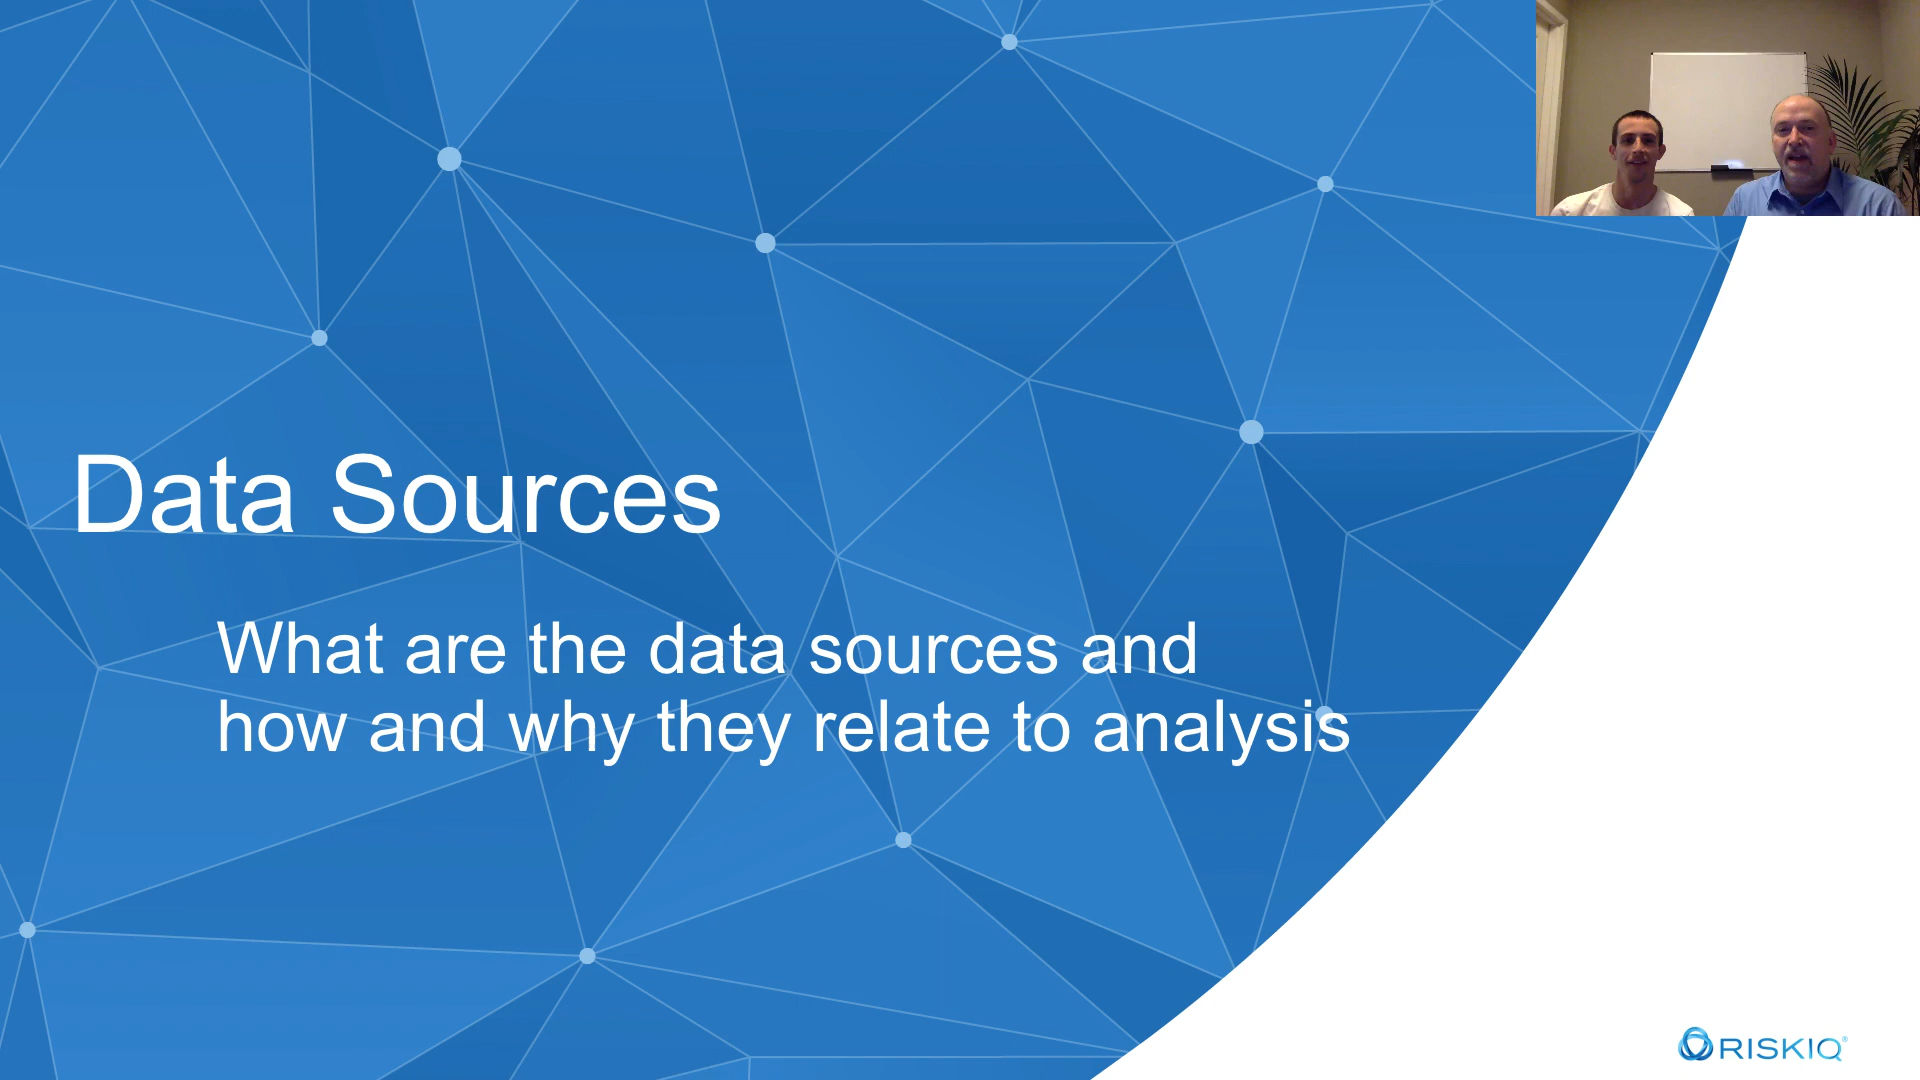 Data Sources
What are the data sources and
how and why they relate to analysis
RISKIQ®